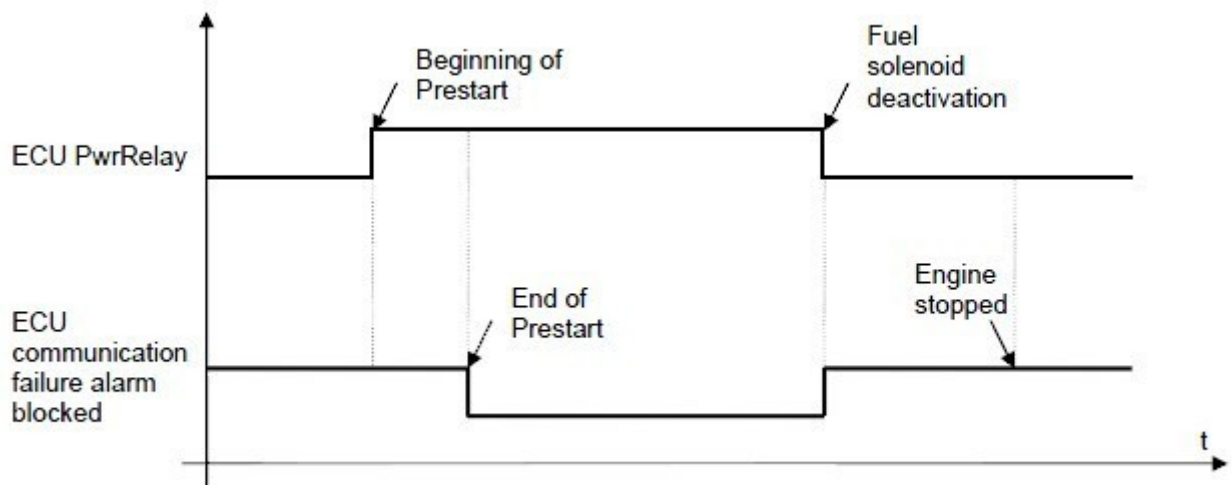 Beginning of
Prestart
Fuel
solenoid
deactivation
ECU PwrRelay
End of
Prestart
Engine
stopped
ECU
communication
failure alarm
blocked
t